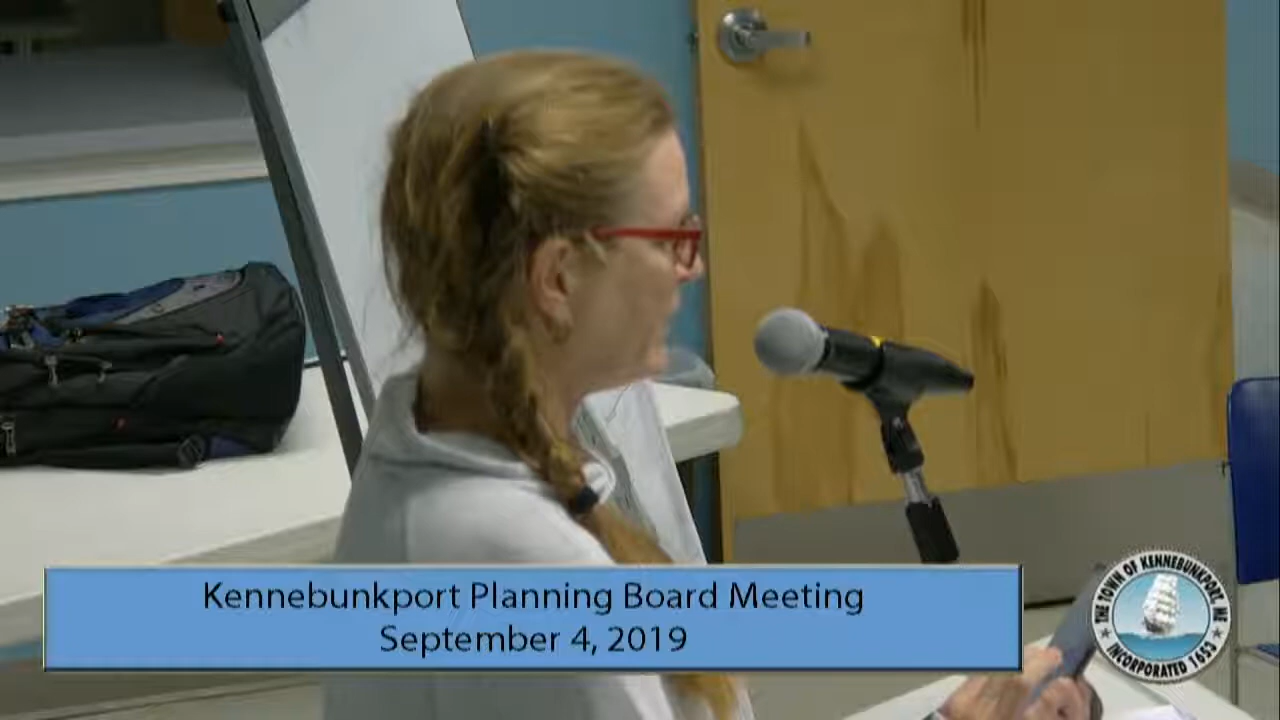 Kennebunkport Planning Board Meeting
September 4, 2019
THE TOWN OF KENNEBUNKPORT, ME
INCORPORATED 1653